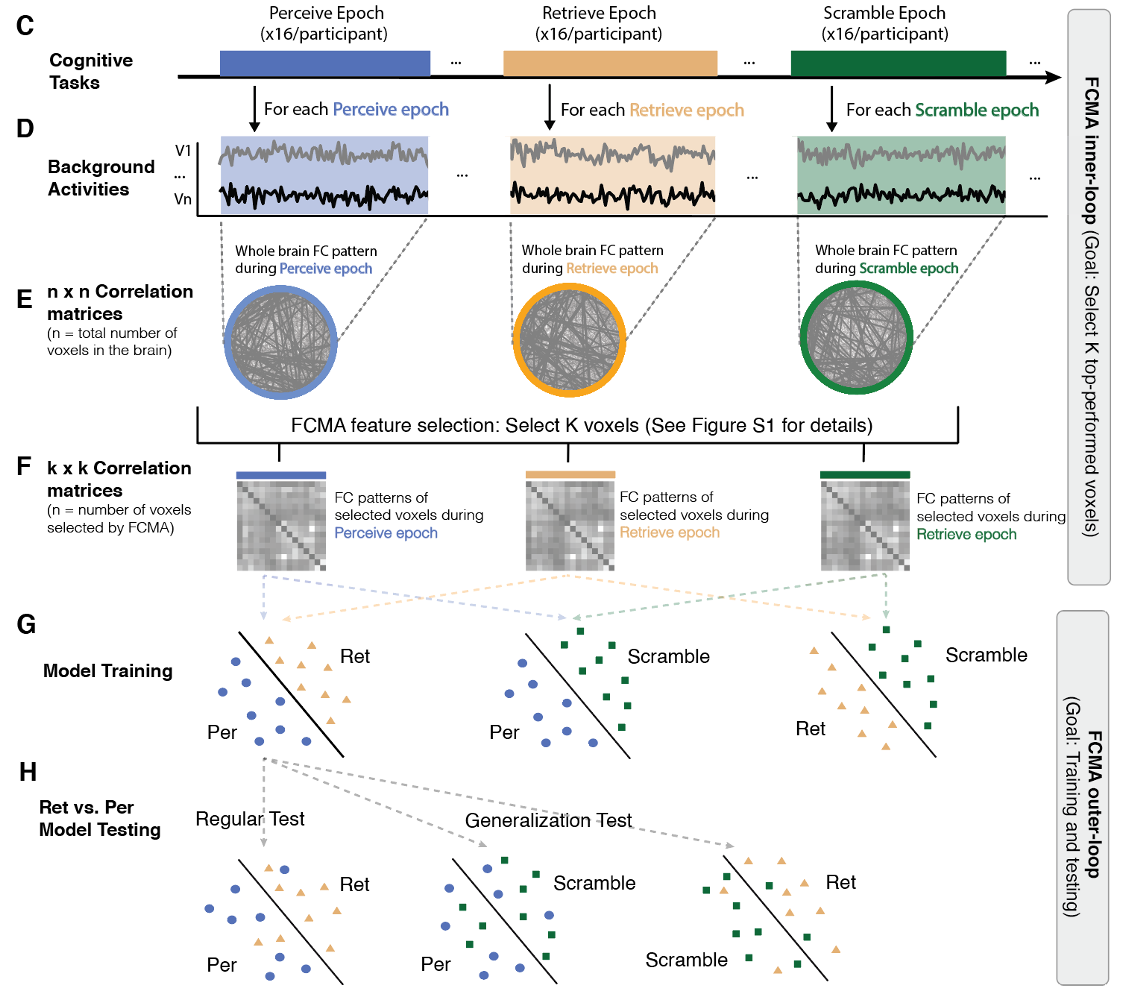 C
Perceive Epoch
(x16/participant)
Retrieve Epoch
(x16/participant)
Scramble Epoch
(x16/participant)
Cognitive
Tasks
...
...
...
For each Perceive epoch
For each Retrieve epoch
For each Scramble epoch
D
Background
Activities
V1
...
Vn
...
...
...
Whole brain FC pattern
during Perceive epoch
Whole brain FC pattern
during Retrieve epoch
Whole brain FC pattern
during Scramble epoch
E
n x n Correlation
matrices
(n = total number of
voxels in the brain)
FCMA feature selection: Select K voxels (See Figure S1 for details)
F
k x k Correlation
matrices
(n = number of voxels
selected by FCMA)
FC patterns of
selected voxels during
Perceive epoch
FC patterns of
selected voxels during
Retrieve epoch
FC patterns of
selected voxels during
Retrieve epoch
FCMA inner-loop (Goal: Select K top-performed voxels)
G
Model Training
Ret
Per
Scramble
Per
Scramble
Ret
H
Ret vs. Per
Model Testing
Regular Test
Generalization Test
Ret
Per
Scramble
Per
Ret
Scramble
FCMA outer-loop
(Goal: Training and testing)